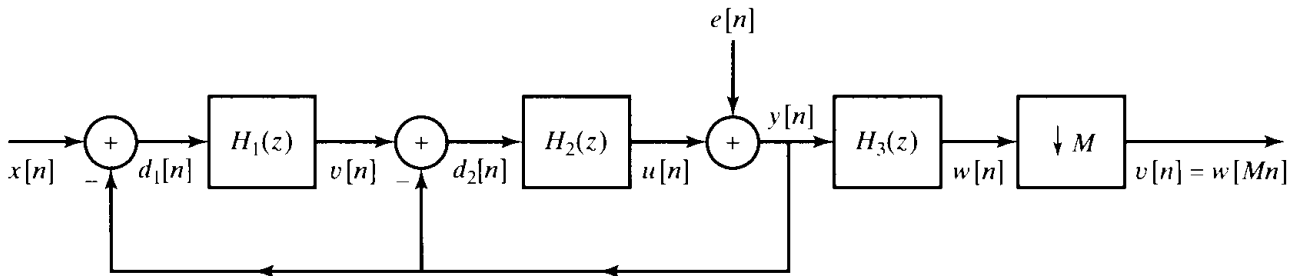 e[n]
x[n]
+
−
d₁[n]
H₁(z)
v[n]
+
−
d₂[n]
H₂(z)
u[n]
+
y[n]
H₃(z)
w[n]
↓ M
v[n] = w[Mn]